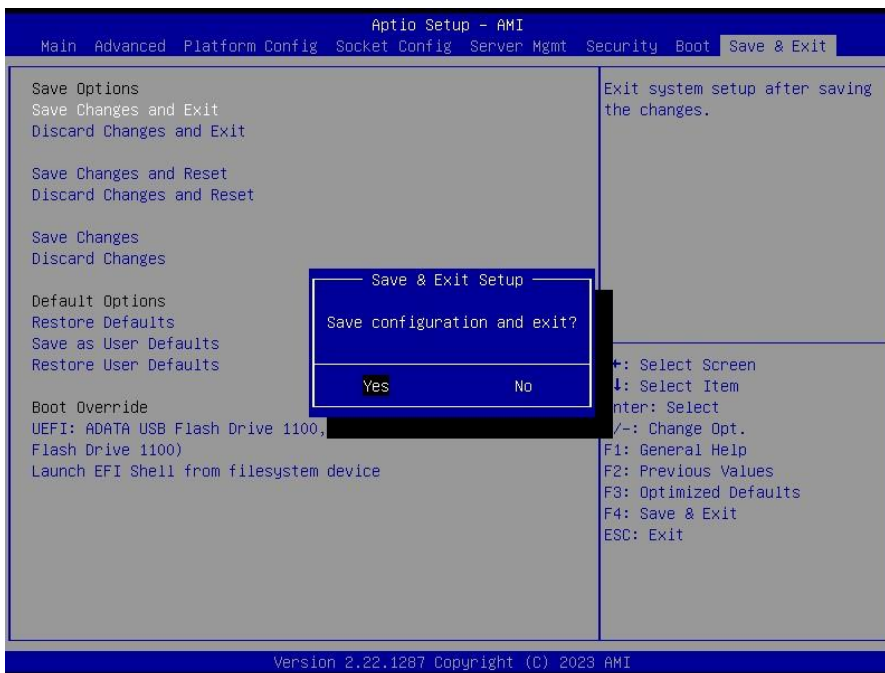 Aptio Setup – AMI
Main Advanced Platform Config Socket Config Server Mgmt Security Boot Save & Exit
Save Options
Save Changes and Exit
Discard Changes and Exit
Save Changes and Reset
Discard Changes and Reset
Save Changes
Discard Changes
Default Options
Restore Defaults
Save as User Defaults
Restore User Defaults
Boot Override
UEFI: ADATA USB Flash Drive 1100,
Flash Drive 1100)
Launch EFI Shell from filesystem device
Save & Exit Setup
Save configuration and exit?
Yes No
Exit system setup after saving
the changes.
: Select Screen
: Select Item
nter: Select
/-: Change Opt.
F1: General Help
F2: Previous Values
F3: Optimized Defaults
F4: Save & Exit
ESC: Exit
Version 2.22.1287 Copyright (C) 2023 AMI